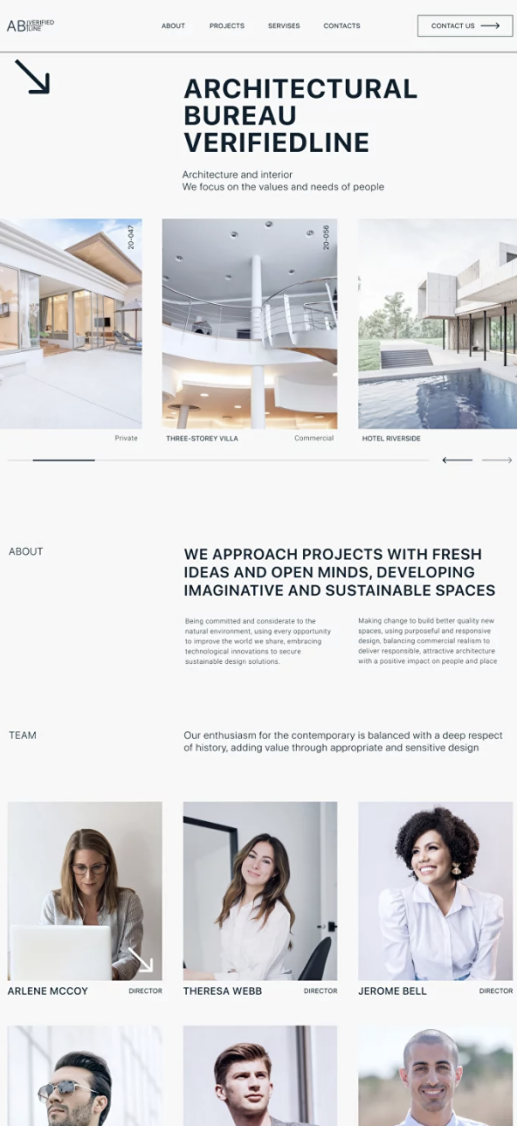 AB VERIFIED
LINE
ABOUT
PROJECTS
SERVISES
CONTACTS
CONTACT US
ARCHITECTURAL
BUREAU
VERIFIEDLINE
Architecture and interior
We focus on the values and needs of people
20-047
20-056
Private
THREE-STOREY VILLA
Commercial
HOTEL RIVERSIDE
ABOUT
WE APPROACH PROJECTS WITH FRESH
IDEAS AND OPEN MINDS, DEVELOPING
IMAGINATIVE AND SUSTAINABLE SPACES
Being committed and considerate to the
natural environment, using every opportunity
to improve the world we share, embracing
technological innovations to secure
sustainable design solutions.
Making change to build better quality new
spaces, using purposeful and responsive
design, balancing commercial realism to
deliver responsible, attractive architecture
with a positive impact on people and place
TEAM
Our enthusiasm for the contemporary is balanced with a deep respect
of history, adding value through appropriate and sensitive design
ARLENE MCCOY
DIRECTOR
THERESA WEBB
DIRECTOR
JEROME BELL
DIRECTOR